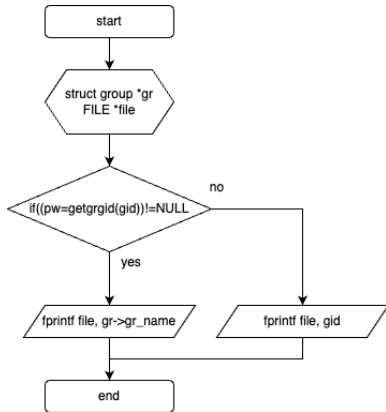 start
struct group *gr
FILE *file
no
if((pw=getgrgid(gid))!=NULL
yes
fprintf file, gr->gr_name
fprintf file, gid
end